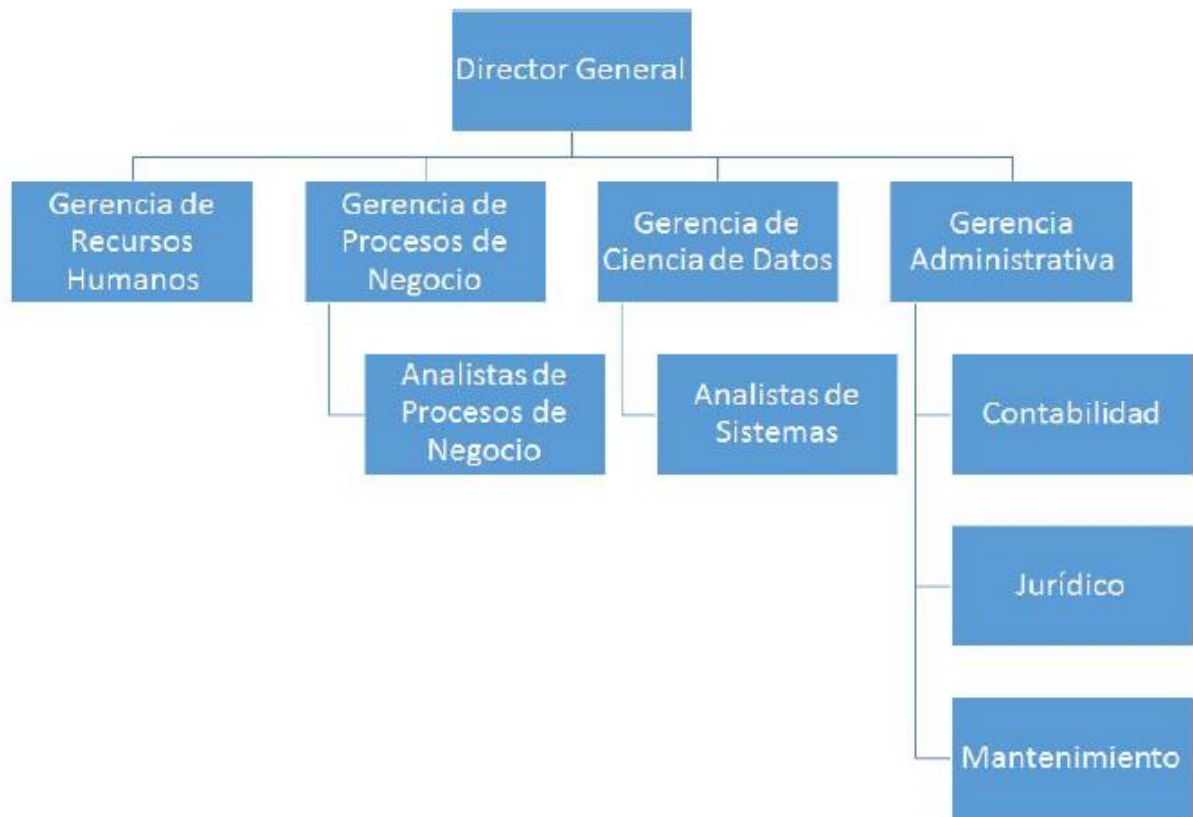 Director General
Gerencia de
Recursos
Humanos
Gerencia de
Procesos de
Negocio
Gerencia de
Ciencia de Datos
Gerencia
Administrativa
Analistas de
Procesos de
Negocio
Analistas de
Sistemas
Contabilidad
Jurídico
Mantenimiento